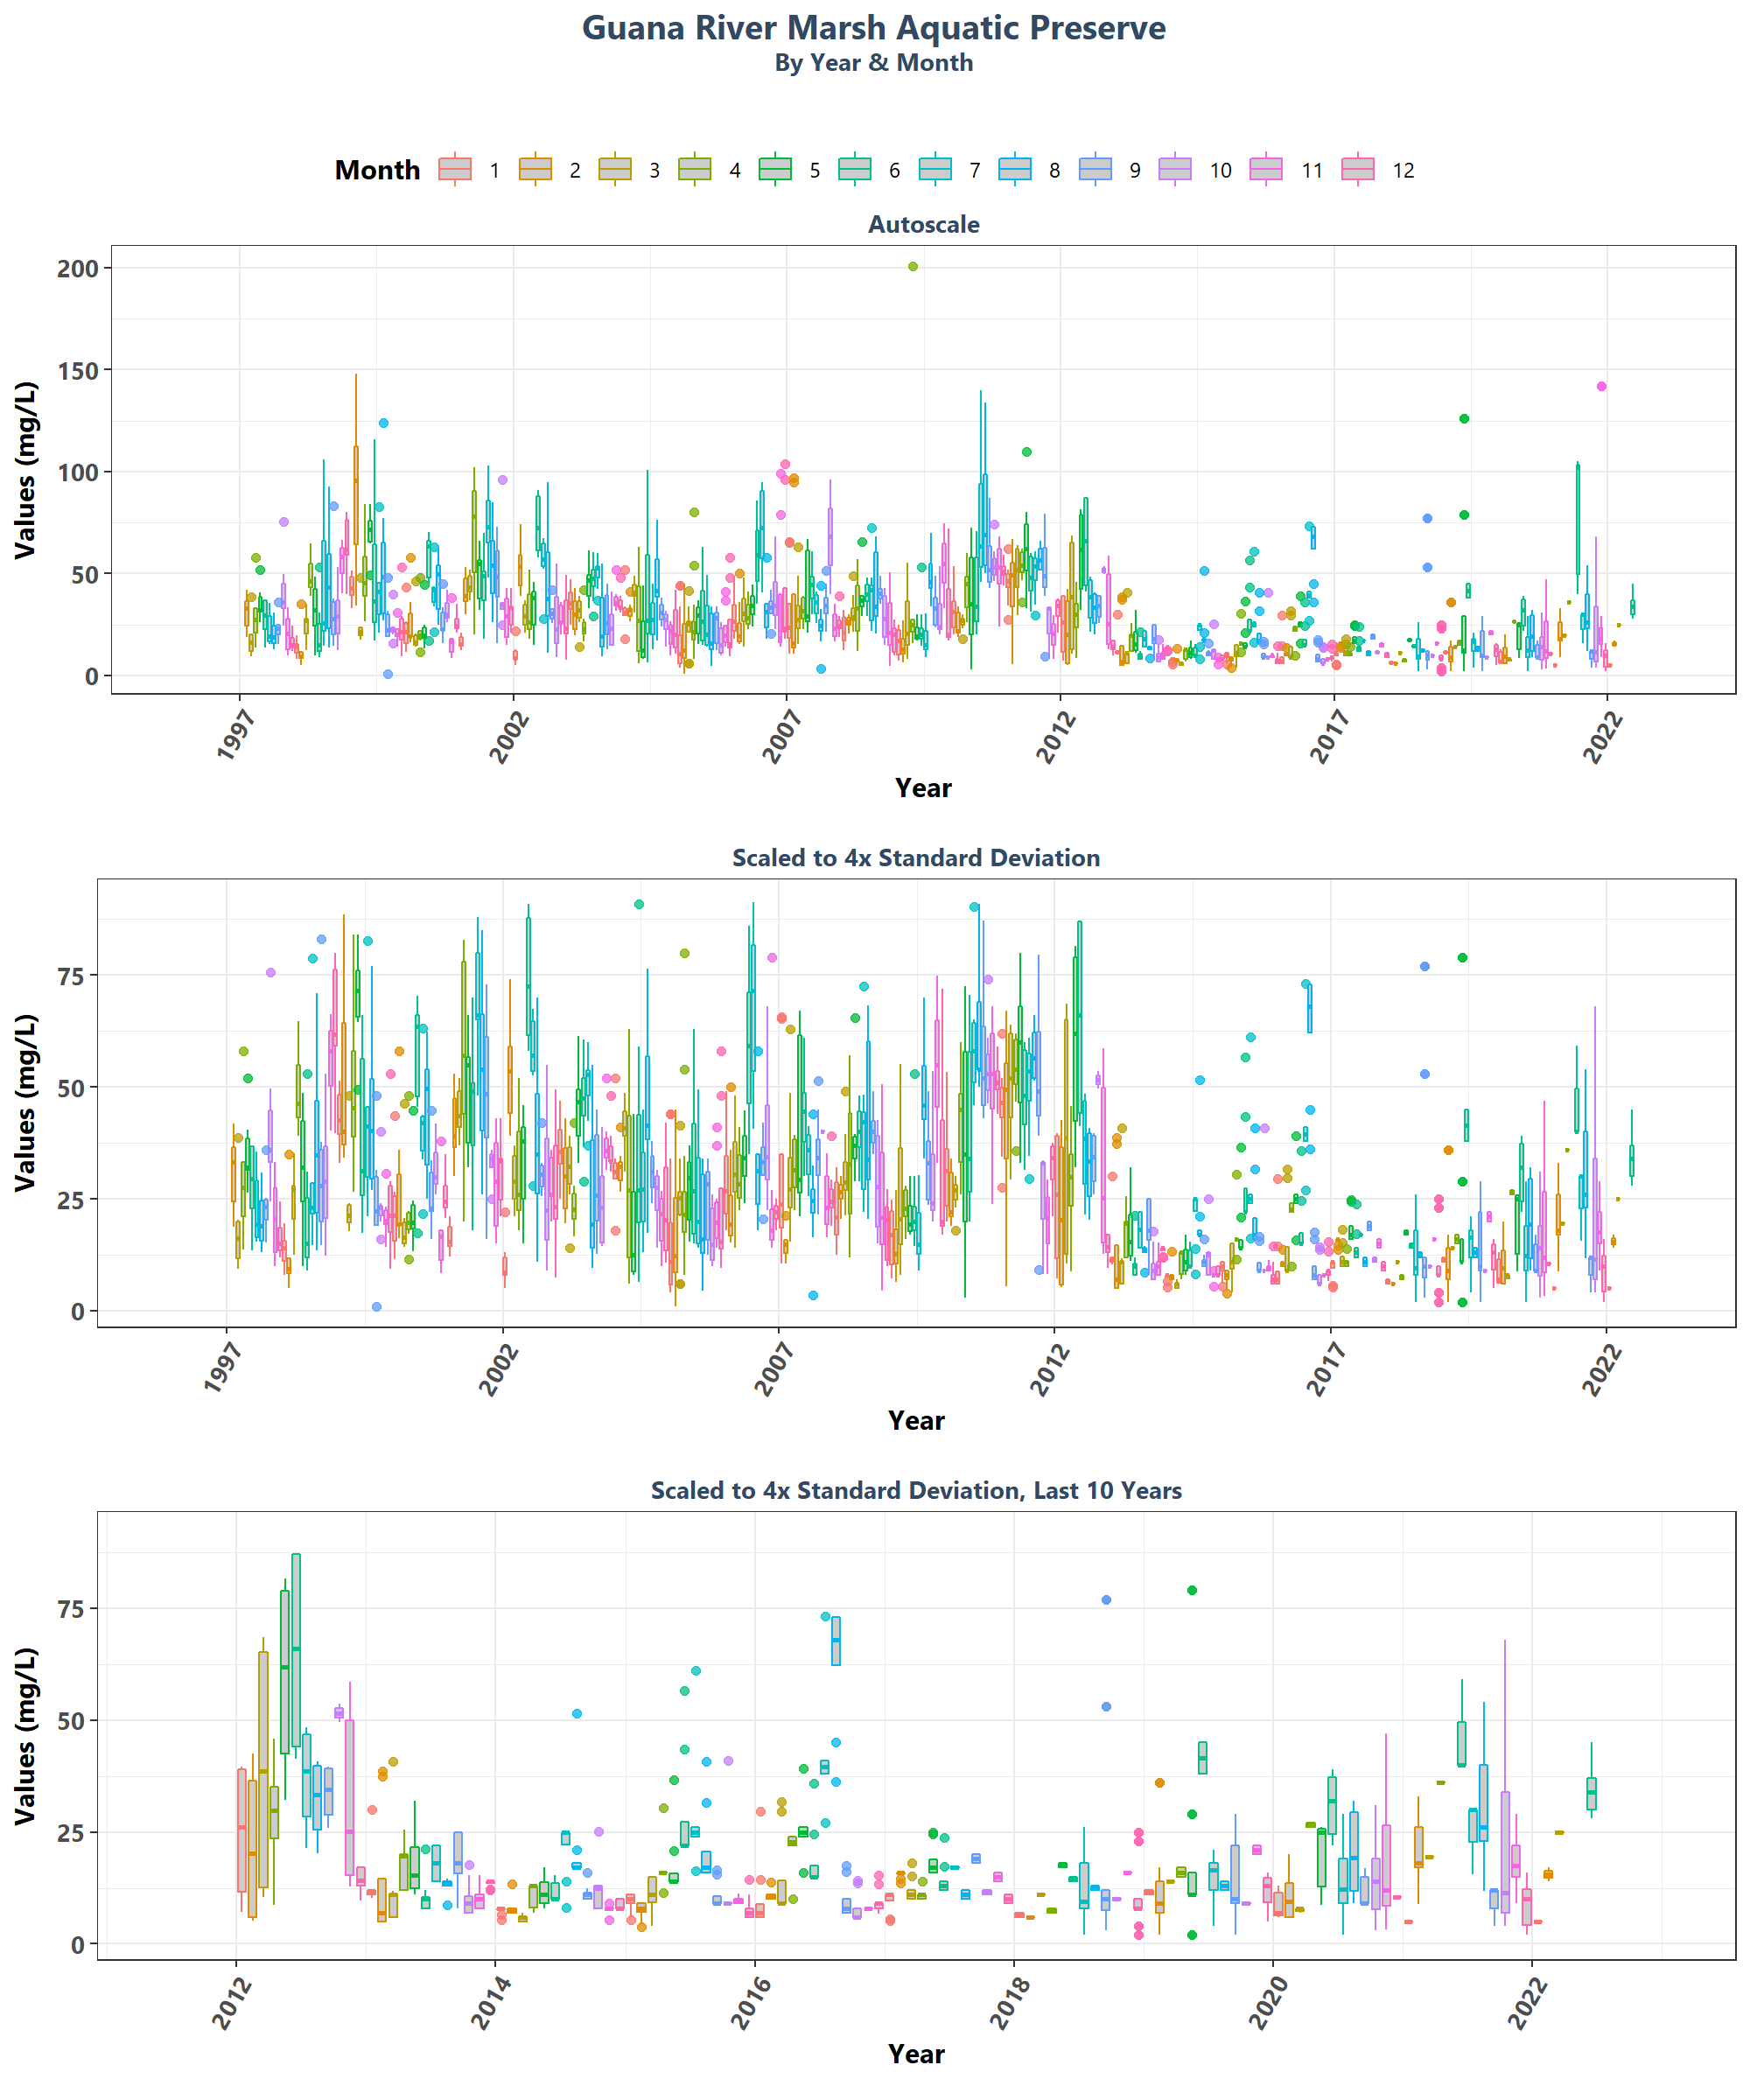 Guana River Marsh Aquatic Preserve
By Year & Month
Month 1 2 3 4 5 6 7 8 9 10 11 12
Autoscale
Values (mg/L)
200
150
100
50
0
1997 2002 2007 2012 2017 2022
Year
Scaled to 4x Standard Deviation
Values (mg/L)
75
50
25
0
1997 2002 2007 2012 2017 2022
Year
Scaled to 4x Standard Deviation, Last 10 Years
Values (mg/L)
75
50
25
0
2012 2014 2016 2018 2020 2022
Year